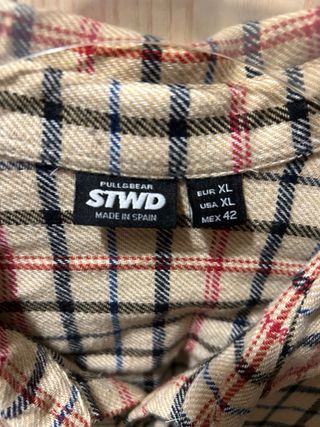 PULL&BEAR
STWD
MADE IN SPAIN
EUR XL
USA XL
MEX 42